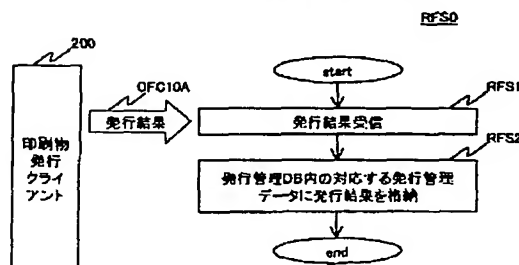 RFS0
200
OFC10A
start
RFS1
発行結果
発行結果受信
RFS2
印刷物
発行
クライ
アント
発行管理DB内の対応する発行管理
データに発行結果を格納
end